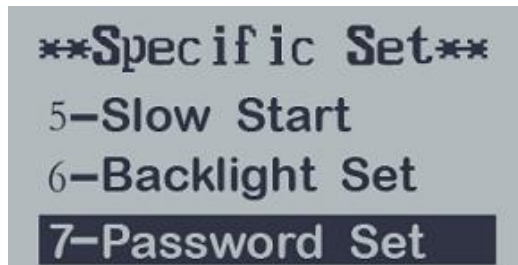 **Specific Set**
5-Slow Start
6-Backlight Set
7-Password Set